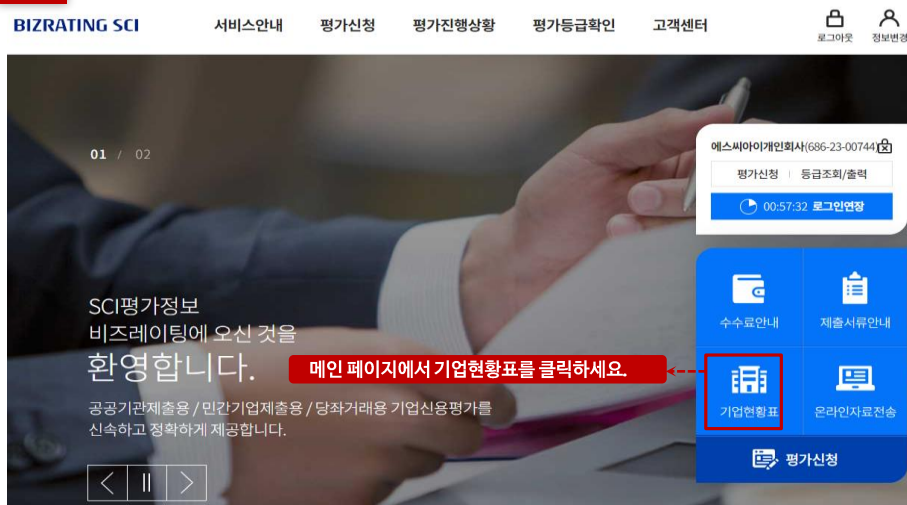 BIZRATING SCI
서비스안내
평가신청
평가진행상황
평가등급확인
고객센터
로그아웃
정보변경
01 / 02
에스씨아이개인회사(686-23-00744)
평가신청 | 등급조회/출력
00:57:32 로그인연장
SCI평가정보
비즈레이팅에 오신 것을
환영합니다.
공공기관제출용 / 민간기업제출용 / 당좌거래용 기업신용평가를
신속하고 정확하게 제공합니다.
메인 페이지에서 기업현황표를 클릭하세요.
수수료안내
제출서류안내
기업현황표
온라인자료전송
평가신청